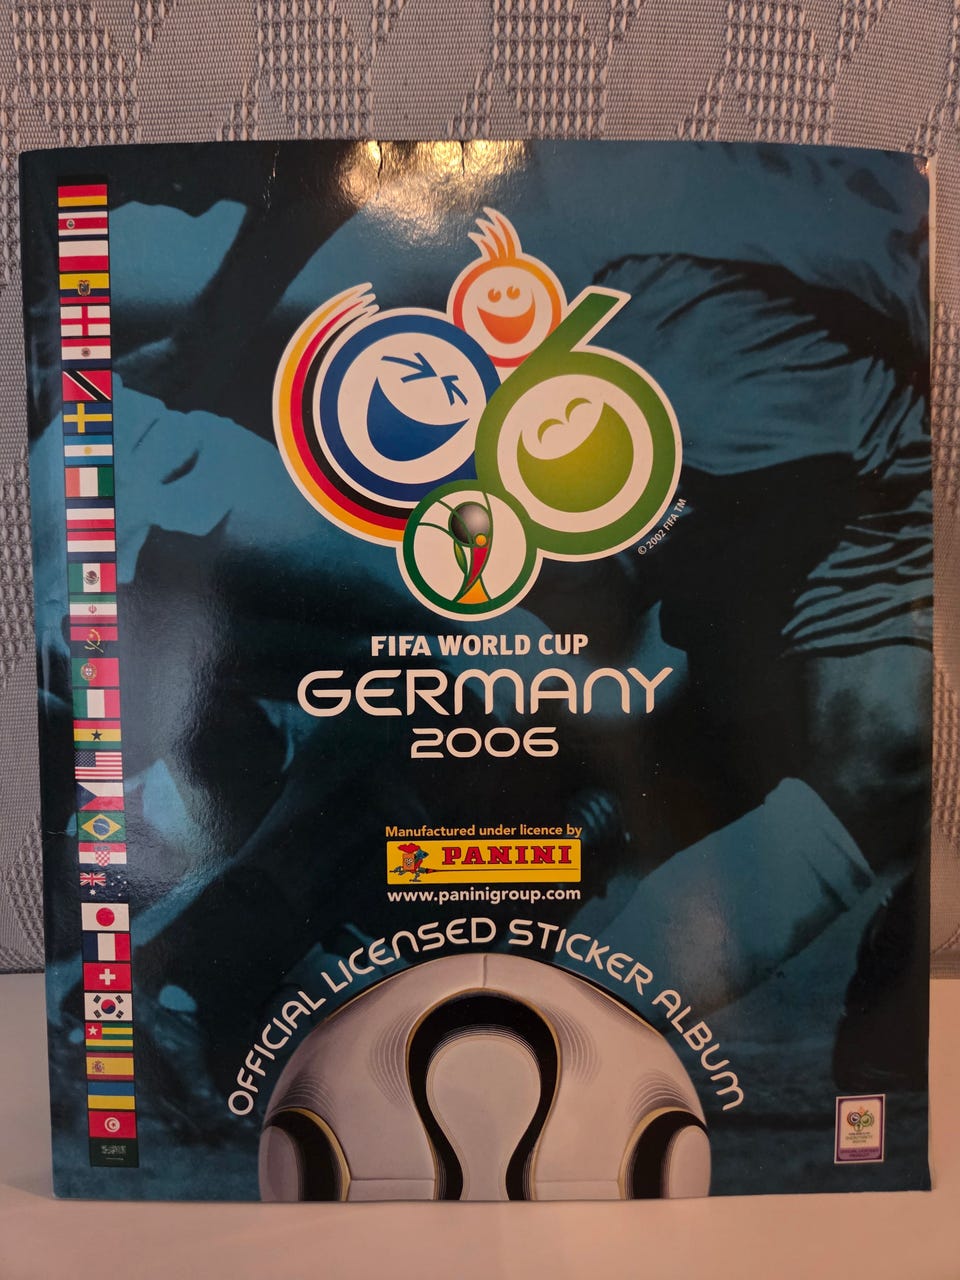 © 2002 FIFA TM
FIFA WORLD CUP
GERMANY
2006
Manufactured under licence by
PANINI
www.paninigroup.com
OFFICIAL LICENSED STICKER ALBUM